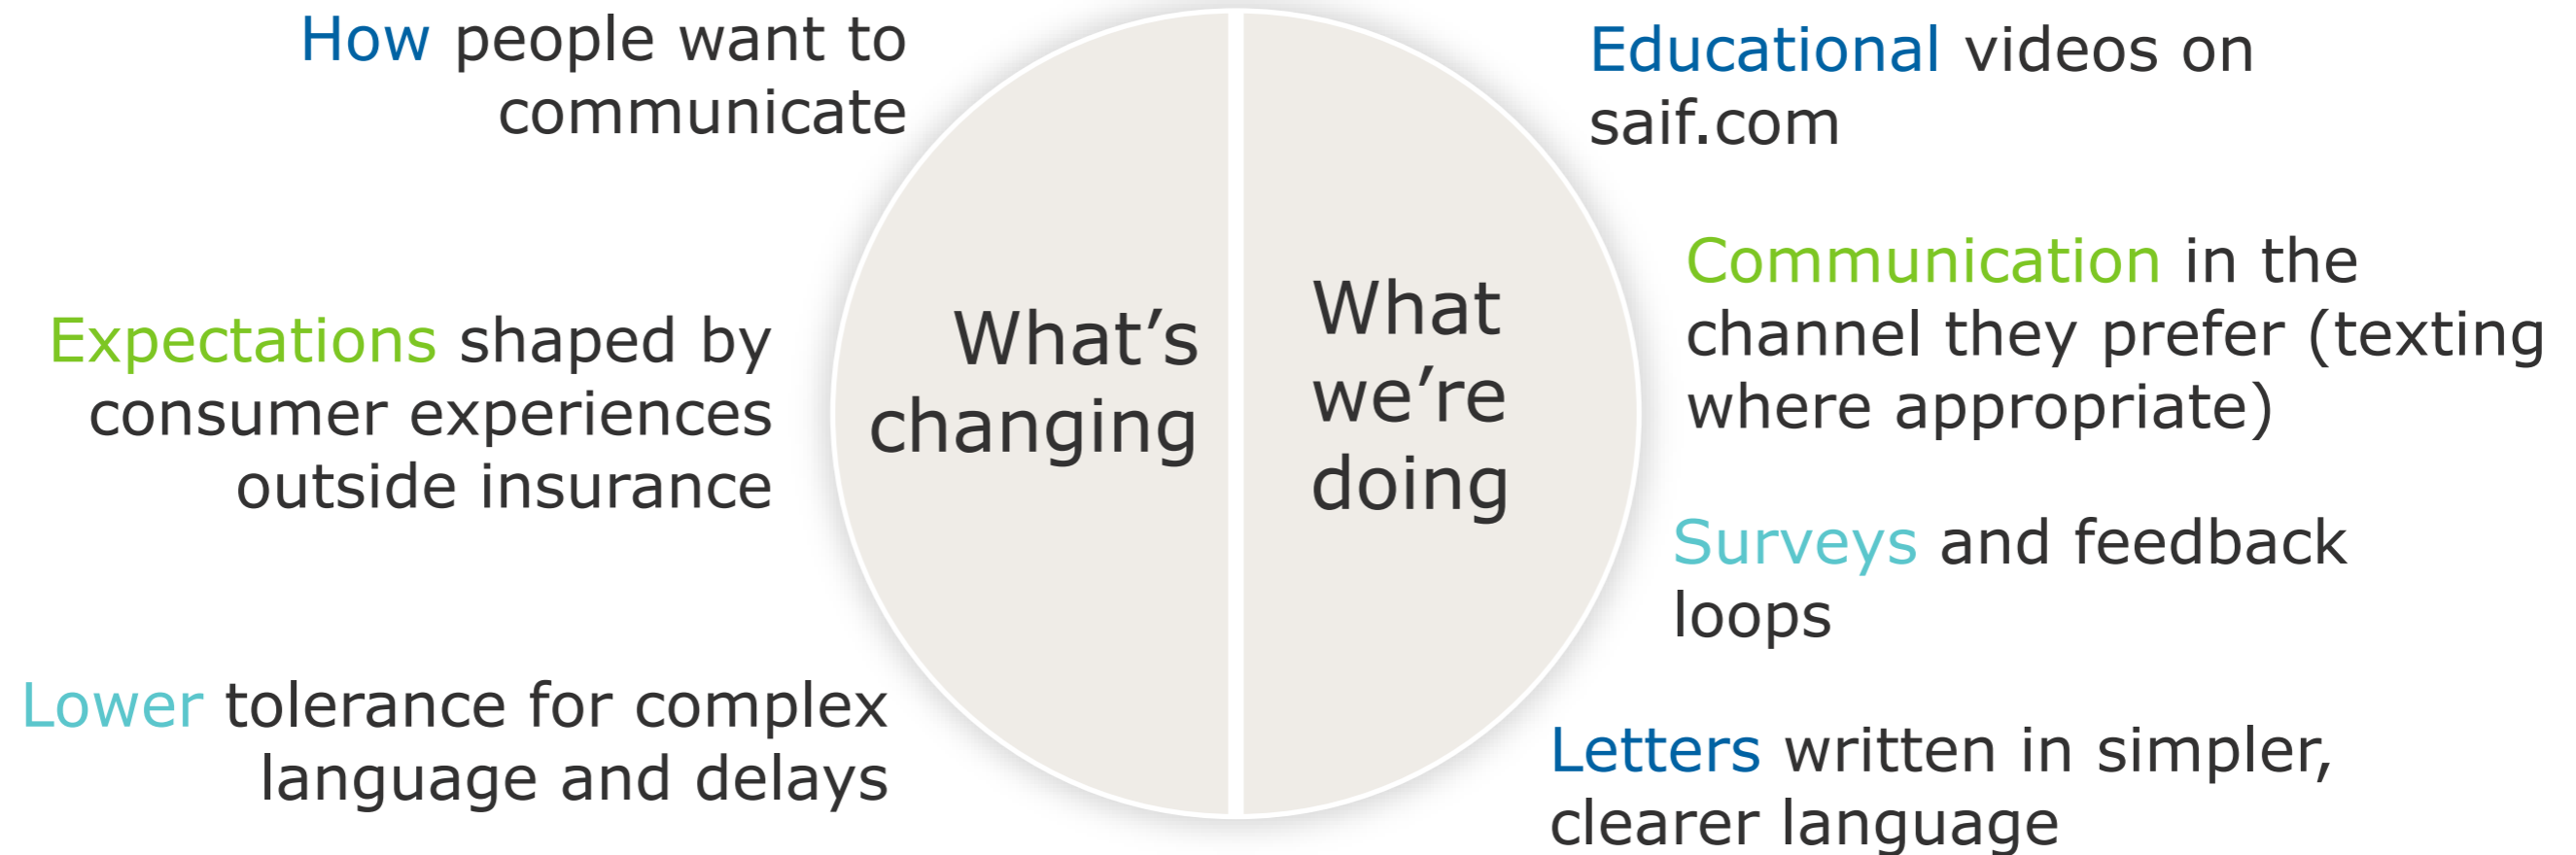 How people want to
communicate
Expectations shaped by
consumer experiences
outside insurance
Lower tolerance for complex
language and delays
What’s
changing
What
we’re
doing
Educational videos on
saif.com
Communication in the
channel they prefer (texting
where appropriate)
Surveys and feedback
loops
Letters written in simpler,
clearer language